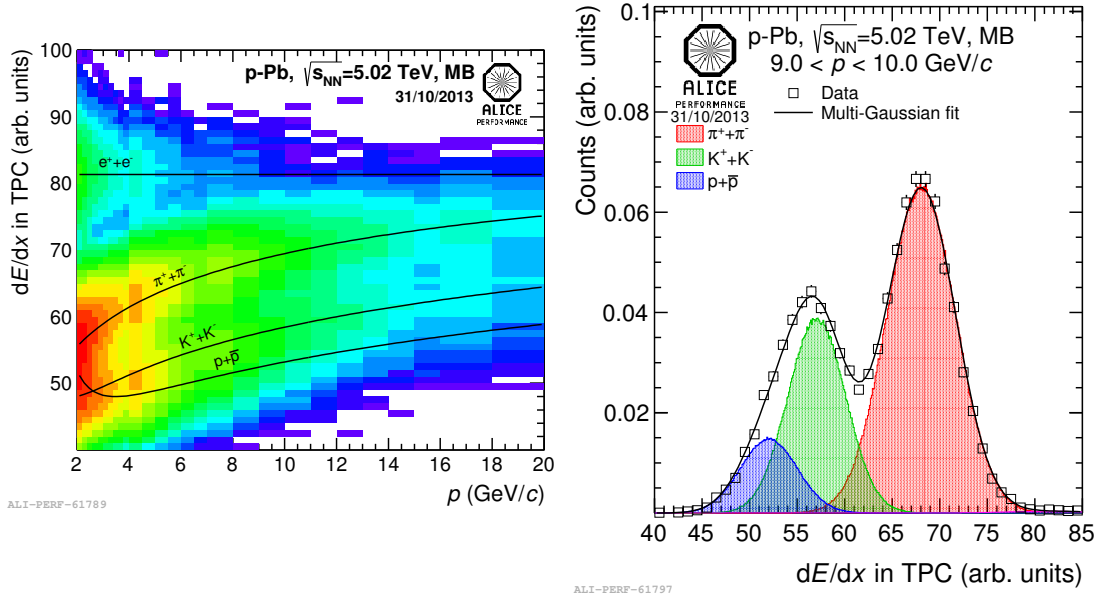 p-Pb, √sNN=5.02 TeV, MB
31/10/2013
ALICE
PERFORMANCE
e⁺+e⁻
π⁺+π⁻
K⁺+K⁻
p+p̅
dE/dx in TPC (arb. units)
100
90
80
70
60
50
2 4 6 8 10 12 14 16 18 20
p (GeV/c)
ALI-PERF-61789
p-Pb, √sNN=5.02 TeV, MB
9.0 < p < 10.0 GeV/c
ALICE
PERFORMANCE
31/10/2013
Data
Multi-Gaussian fit
π⁺+π⁻
K⁺+K⁻
p+p̅
Counts (arb. units)
0.1
0.08
0.06
0.04
0.02
40 45 50 55 60 65 70 75 80 85
dE/dx in TPC (arb. units)
ALI-PERF-61797